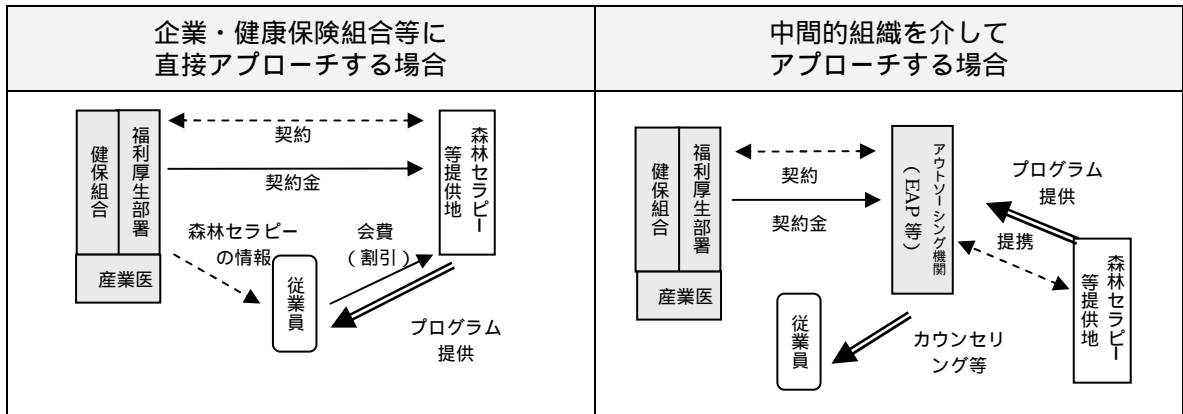 企業・健康保険組合等に
直接アプローチする場合
健保組合
福利厚生部署
産業医
契約
契約金
森林セラピー
等提供地
森林セラピー
の情報
会費
（割引）
従業員
プログラム
提供
中間的組織を介して
アプローチする場合
健保組合
福利厚生部署
産業医
契約
契約金
アウトソーシング機関
（EAP 等）
プログラム
提供
提携
森林セラピー
等提供地
従業員
カウンセリ
ング等